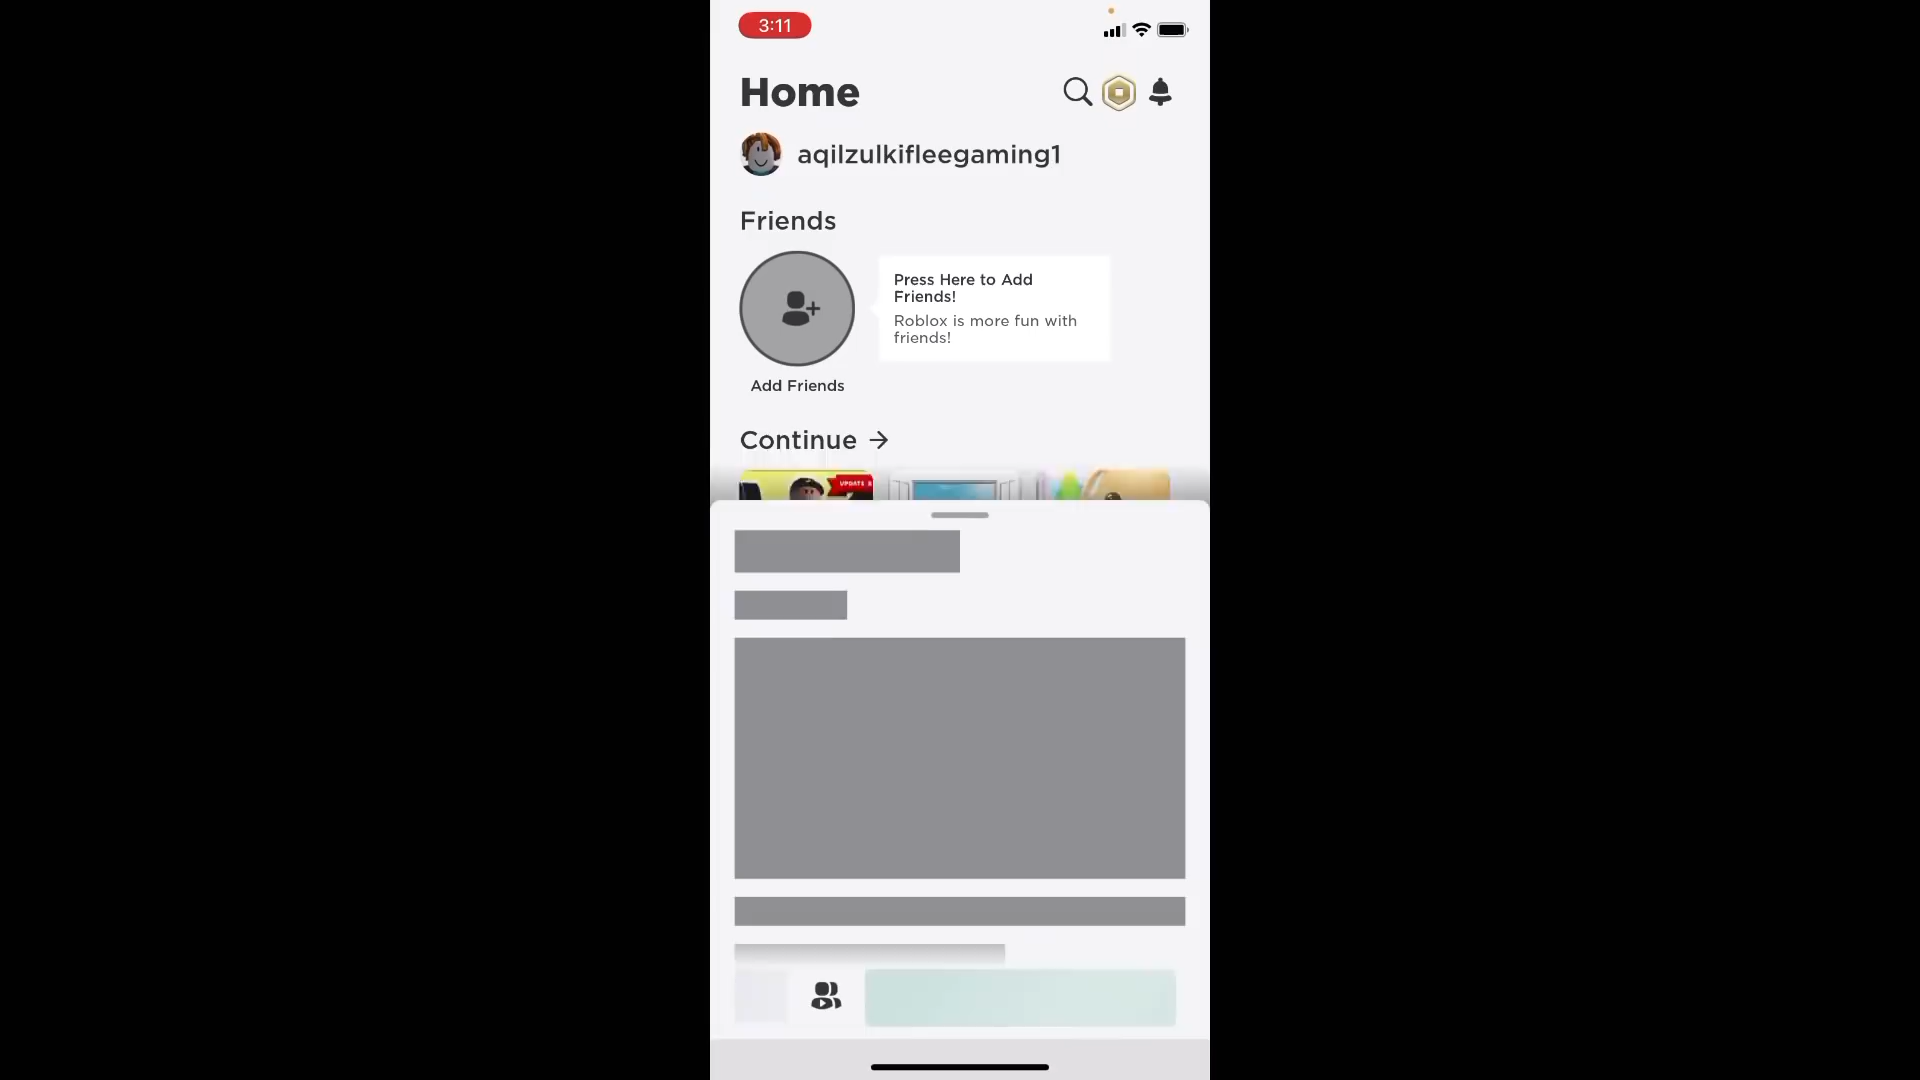 3:11
Home
aqilzulkifleegaming1
Friends
Press Here to Add
Friends!
Roblox is more fun with
friends!
Add Friends
Continue →
UPDATE